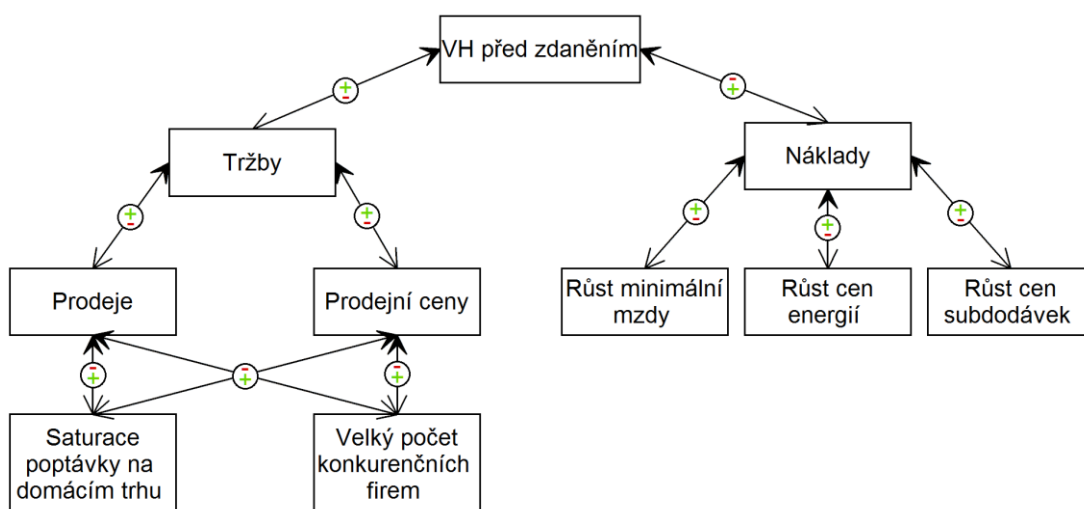 VH před zdaněním
Tržby
Náklady
Prodeje
Prodejní ceny
Růst minimální
mzdy
Růst cen
energií
Růst cen
subdodávek
Saturace
poptávky na
domácím trhu
Velký počet
konkurenčních
firem